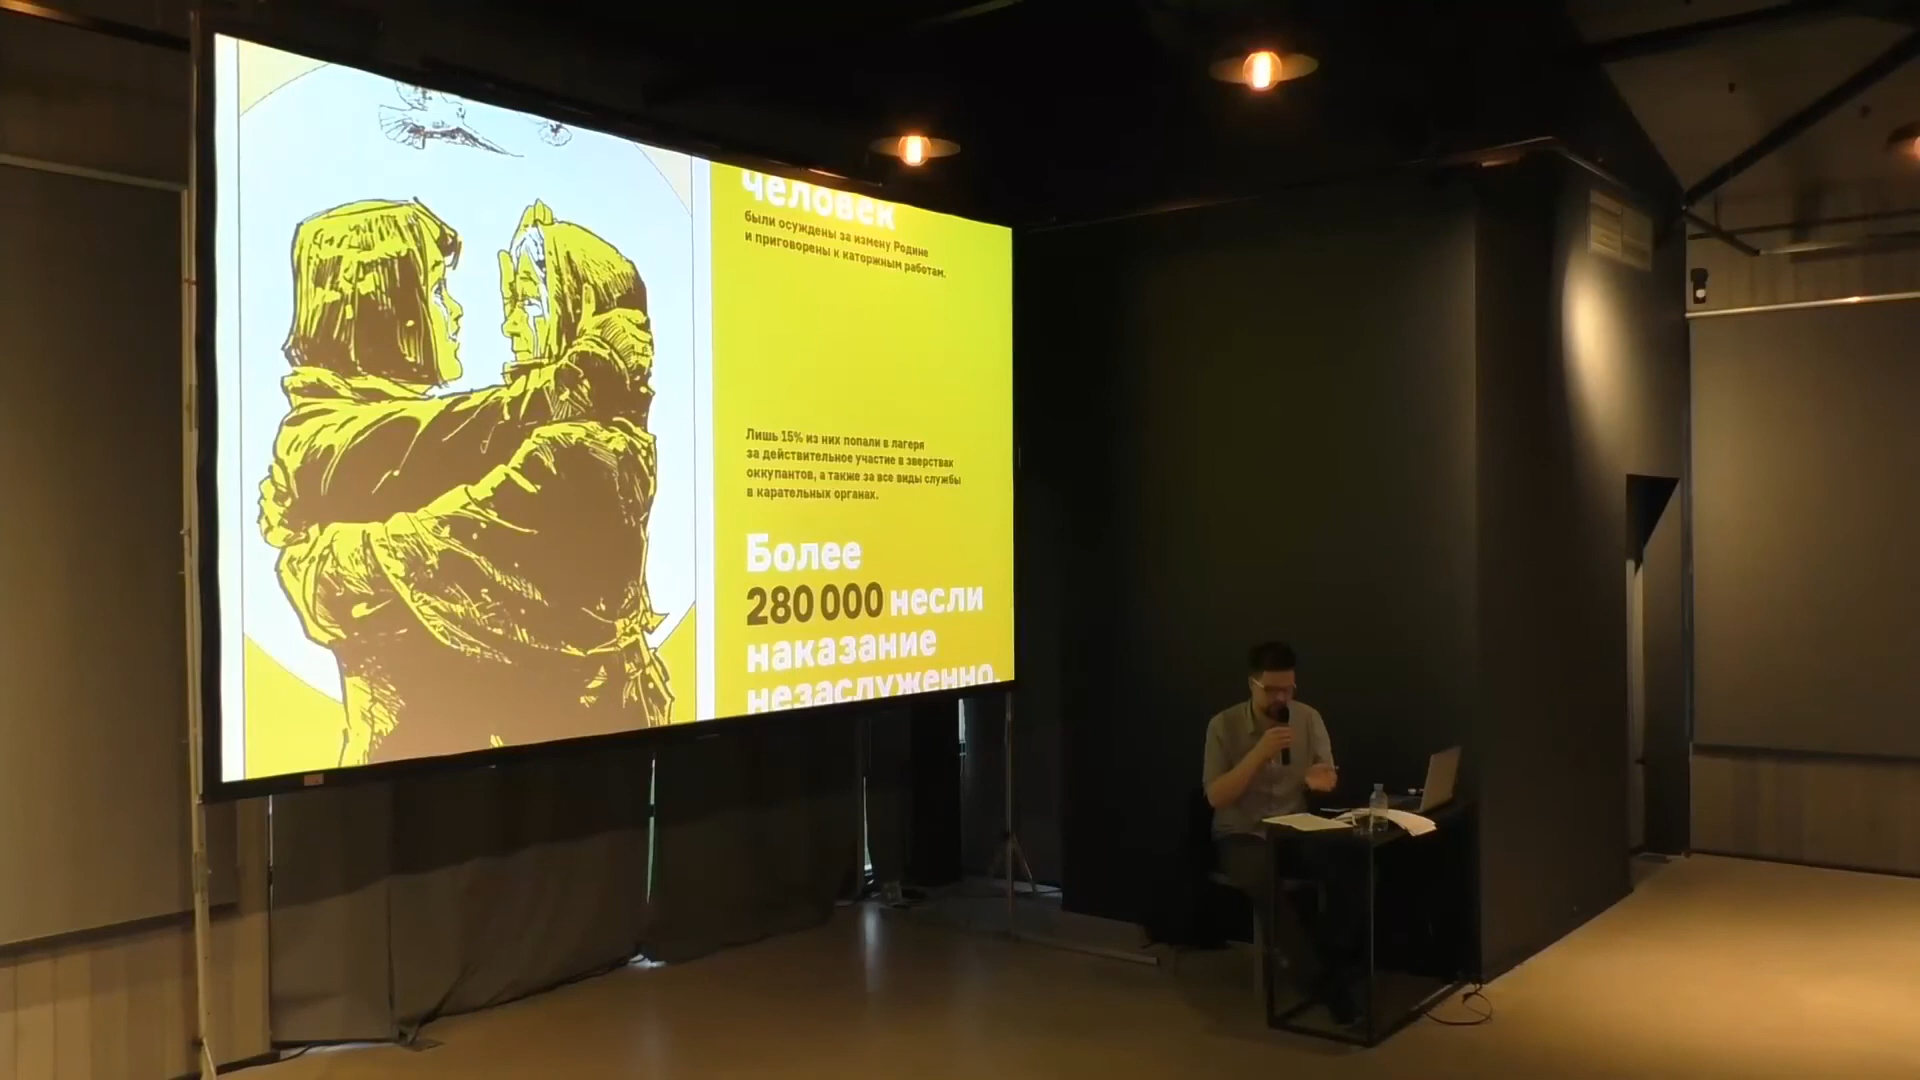 человек
были осуждены за измену Родине
и приговорены к каторжным работам.
Лишь 15% из них попали в лагеря
за действительное участие в зверствах
оккупантов, а также за все виды службы
в карательных органах.
Более
280 000 несли
наказание
незаслуженно.